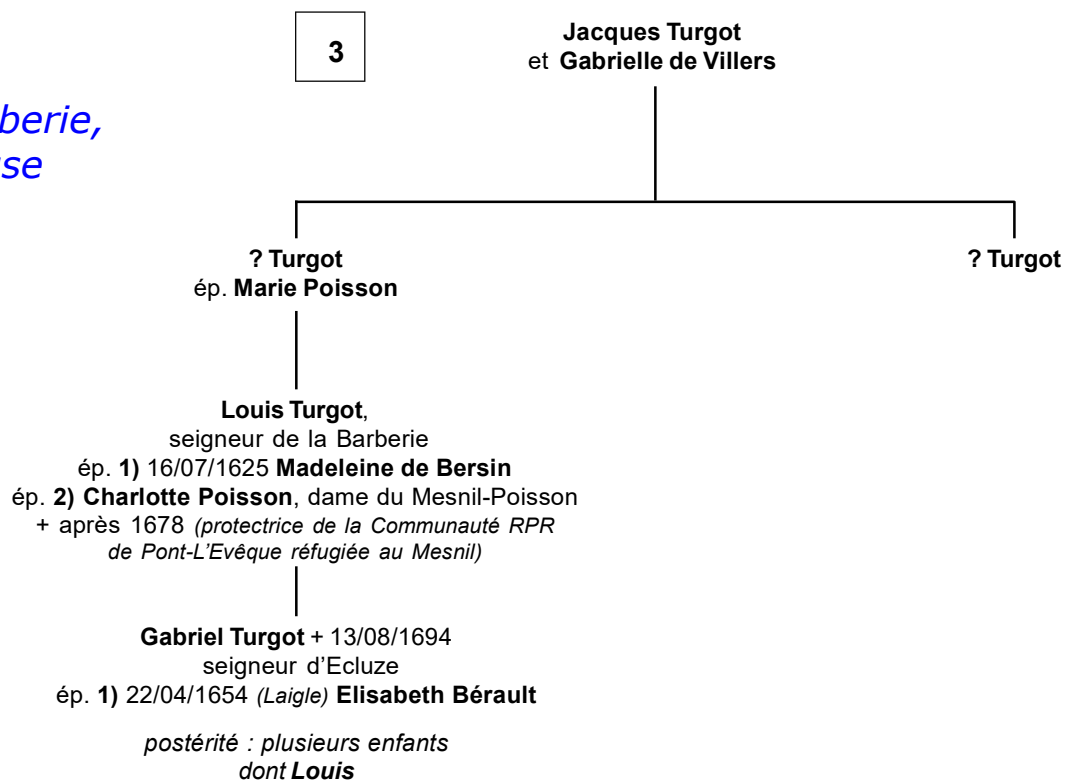 3
Jacques Turgot
et Gabrielle de Villers
berie,
se
? Turgot
ép. Marie Poisson
? Turgot
Louis Turgot,
seigneur de la Barberie
ép. 1) 16/07/1625 Madeleine de Bersin
ép. 2) Charlotte Poisson, dame du Mesnil-Poisson
+ après 1678 (protectrice de la Communauté RPR
de Pont-L'Evêque réfugiée au Mesnil)
Gabriel Turgot + 13/08/1694
seigneur d'Ecluze
ép. 1) 22/04/1654 (Laigle) Elisabeth Bérault
postérité : plusieurs enfants
dont Louis